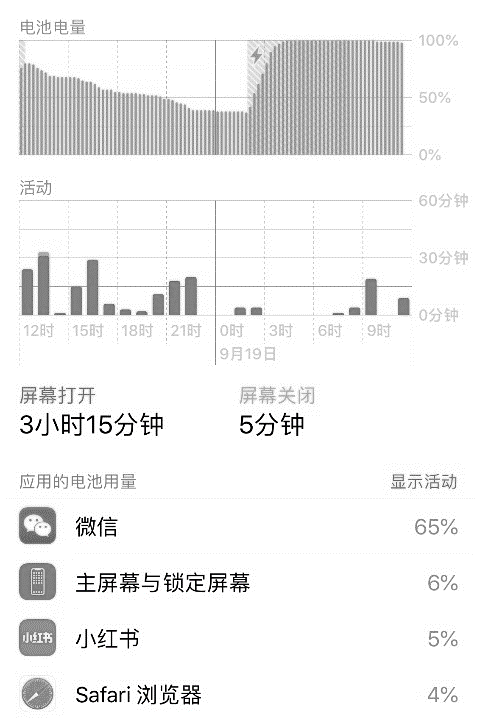 电池电量
100%
50%
0%
活动
60分钟
30分钟
0分钟
12时 15时 18时 21时 0时 3时 6时 9时
9月19日
屏幕打开 屏幕关闭
3小时15分钟 5分钟
应用的电池用量 显示活动
微信 65%
主屏幕与锁定屏幕 6%
小红书 小红书 5%
Safari 浏览器 4%